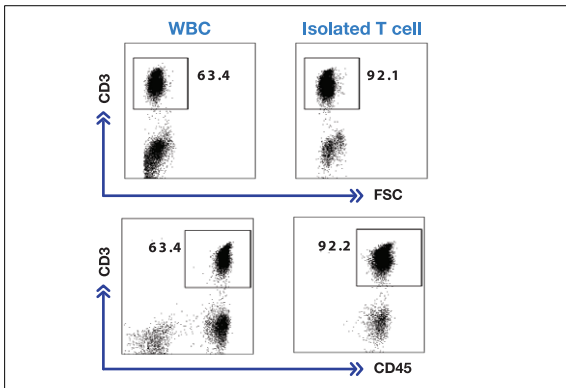 WBC Isolated T cell
CD3
63.4 92.1
FSC
CD3
63.4 92.2
CD45